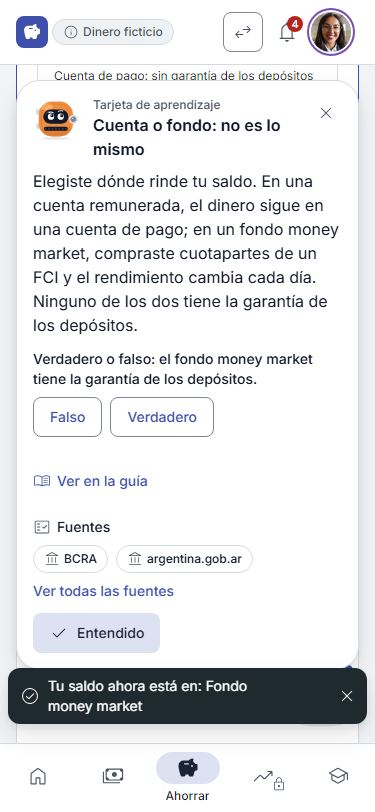 Dinero ficticio
4
Cuenta de pago: sin garantía de los depósitos
Tarjeta de aprendizaje
Cuenta o fondo: no es lo
mismo
Elegiste dónde rinde tu saldo. En una
cuenta remunerada, el dinero sigue en
una cuenta de pago; en un fondo money
market, compraste cuotapartes de un
FCI y el rendimiento cambia cada día.
Ninguno de los dos tiene la garantía de
los depósitos.
Verdadero o falso: el fondo money market
tiene la garantía de los depósitos.
Falso
Verdadero
Ver en la guía
Fuentes
BCRA
argentina.gob.ar
Ver todas las fuentes
Entendido
Tu saldo ahora está en: Fondo
money market
Ahorrar